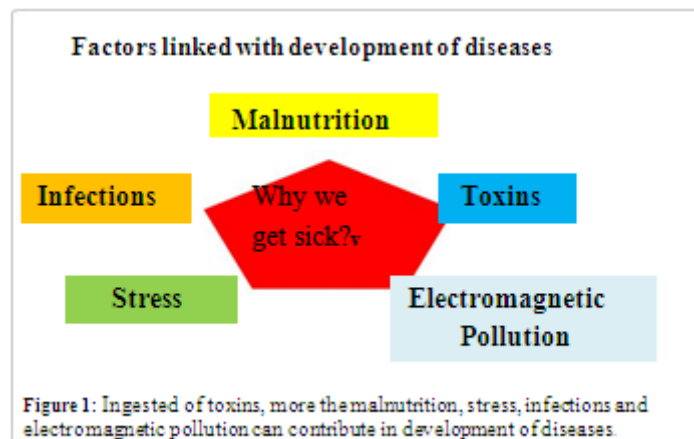 Factors linked with development of diseases
Malnutrition
Infections
Why we
get sick?v
Toxins
Stress
Electromagnetic
Pollution
Figure 1: Ingested of toxins, more the malnutrition, stress, infections and
electromagnetic pollution can contribute in development of diseases.